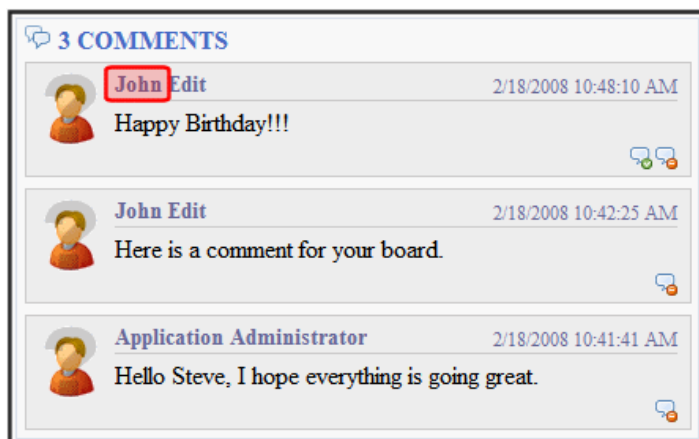 3 COMMENTS
John Edit 2/18/2008 10:48:10 AM
Happy Birthday!!!
John Edit 2/18/2008 10:42:25 AM
Here is a comment for your board.
Application Administrator 2/18/2008 10:41:41 AM
Hello Steve, I hope everything is going great.